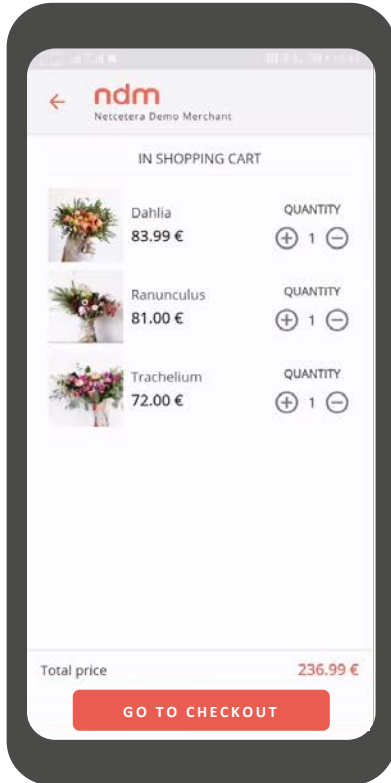 ndm
Netcetera Demo Merchant
IN SHOPPING CART
Dahlia
83.99 €
QUANTITY
1
Ranunculus
81.00 €
QUANTITY
1
Trachelium
72.00 €
QUANTITY
1
Total price 236.99 €
GO TO CHECKOUT